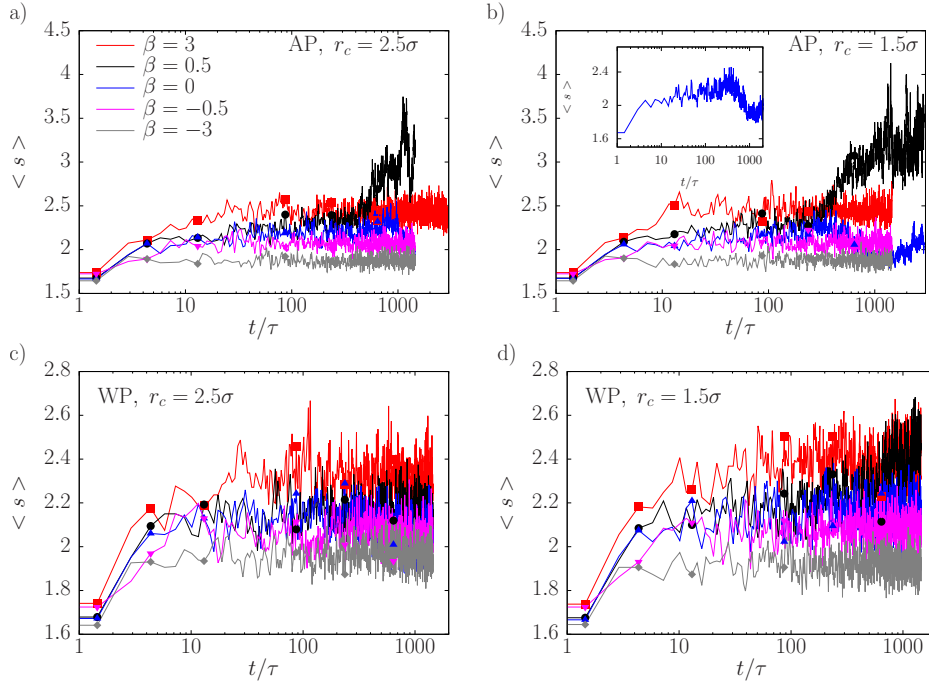 a)
AP, r_c = 2.5σ
β = 3
β = 0.5
β = 0
β = −0.5
β = −3
4.5
4
3.5
3
2.5
2
1.5
< s >
1 10 100 1000
t/τ
b)
AP, r_c = 1.5σ
4.5
4
3.5
3
2.5
2
1.5
< s >
1 10 100 1000
t/τ
2.4
2
1.6
< s >
1 10 100 1000
t/τ
c)
WP, r_c = 2.5σ
2.8
2.6
2.4
2.2
2
1.8
1.6
< s >
1 10 100 1000
t/τ
d)
WP, r_c = 1.5σ
2.8
2.6
2.4
2.2
2
1.8
1.6
< s >
1 10 100 1000
t/τ